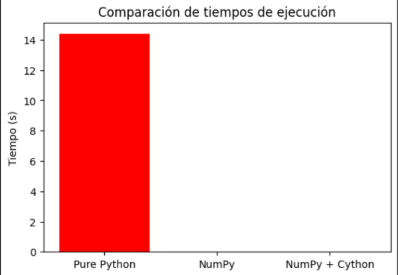 Comparación de tiempos de ejecución
Tiempo (s)
14
12
10
8
6
4
2
0
Pure Python NumPy NumPy + Cython